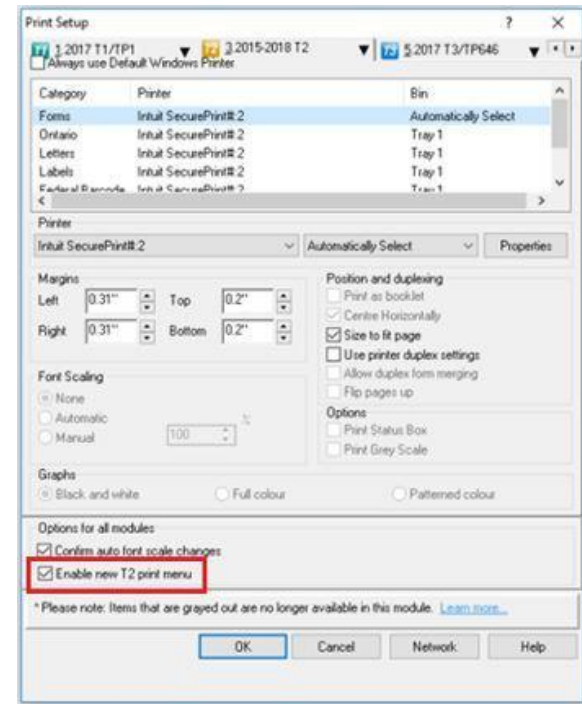 Print Setup ? X
1.2017 T1/TP1 3.2015-2018 T2 5.2017 T3/TP646
Always use Default Windows Printer
Category Printer Bin
Forms Intuit SecurePrint#:2 Automatically Select
Ontario Intuit SecurePrint#:2 Tray 1
Letters Intuit SecurePrint#:2 Tray 1
Labels Intuit SecurePrint#:2 Tray 1
Federal Barcode Intuit SecurePrint#:2 Tray 1
Printer
Intuit SecurePrint#:2 Automatically Select Properties
Margins Position and duplexing
Left 0.31" Top 0.2" Print as booklet
Centre Horizontally
Right 0.31" Bottom 0.2" Size to fit page
Use printer duplex settings
Font Scaling Allow duplex form merging
None Flip pages up
Automatic % Options
Manual 100 Print Status Box
Print Grey Scale
Graphs
Black and white Full colour Patterned colour
Options for all modules
Confirm auto font scale changes
Enable new T2 print menu
* Please note: Items that are grayed out are no longer available in this module. Learn more...
OK Cancel Network Help